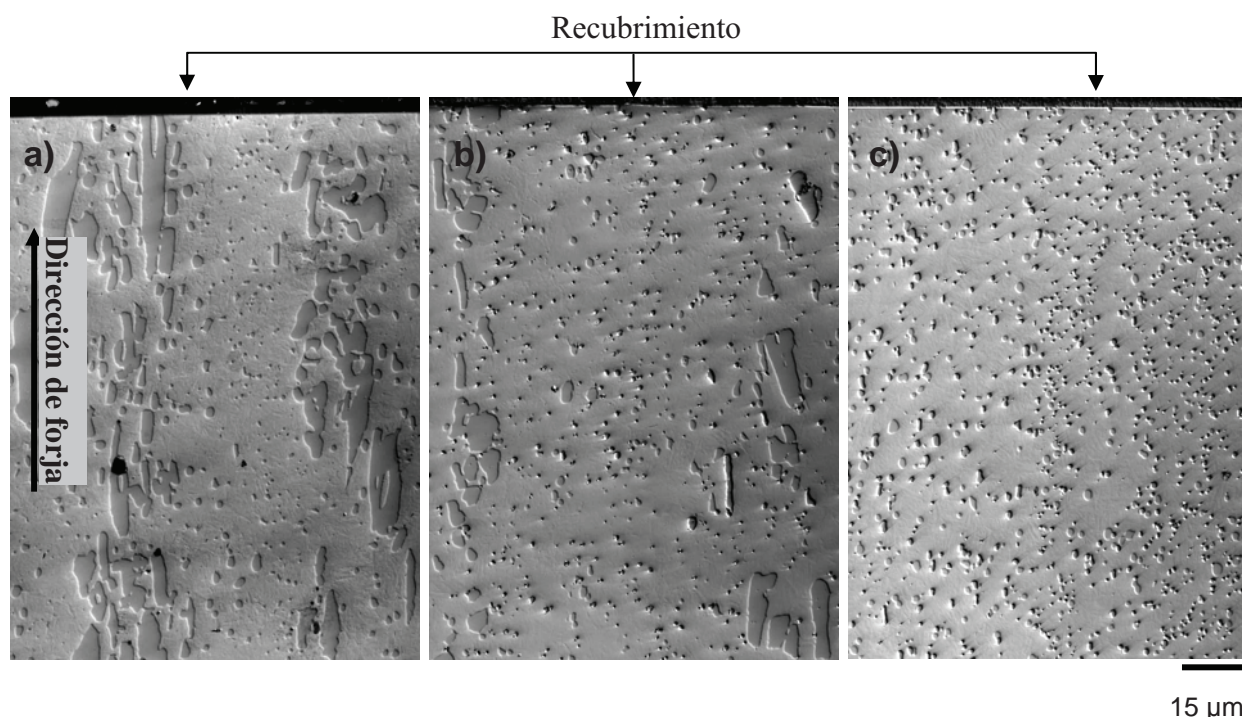 Recubrimiento
a)
b)
c)
Dirección de forja
15 µm